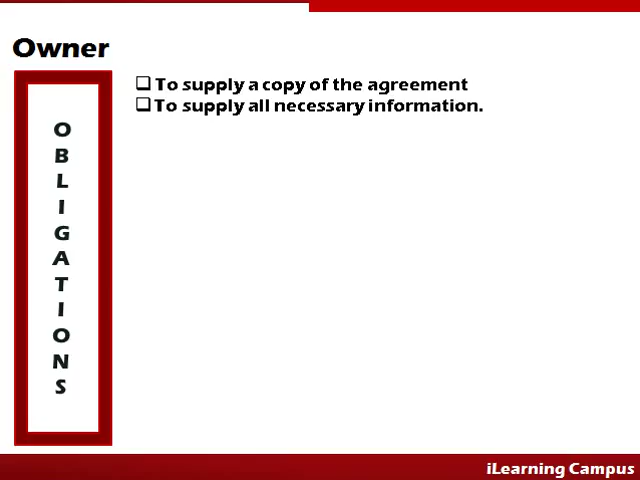 Owner
❑ To supply a copy of the agreement
❑ To supply all necessary information.
O
B
L
I
G
A
T
I
O
N
S
iLearning Campus